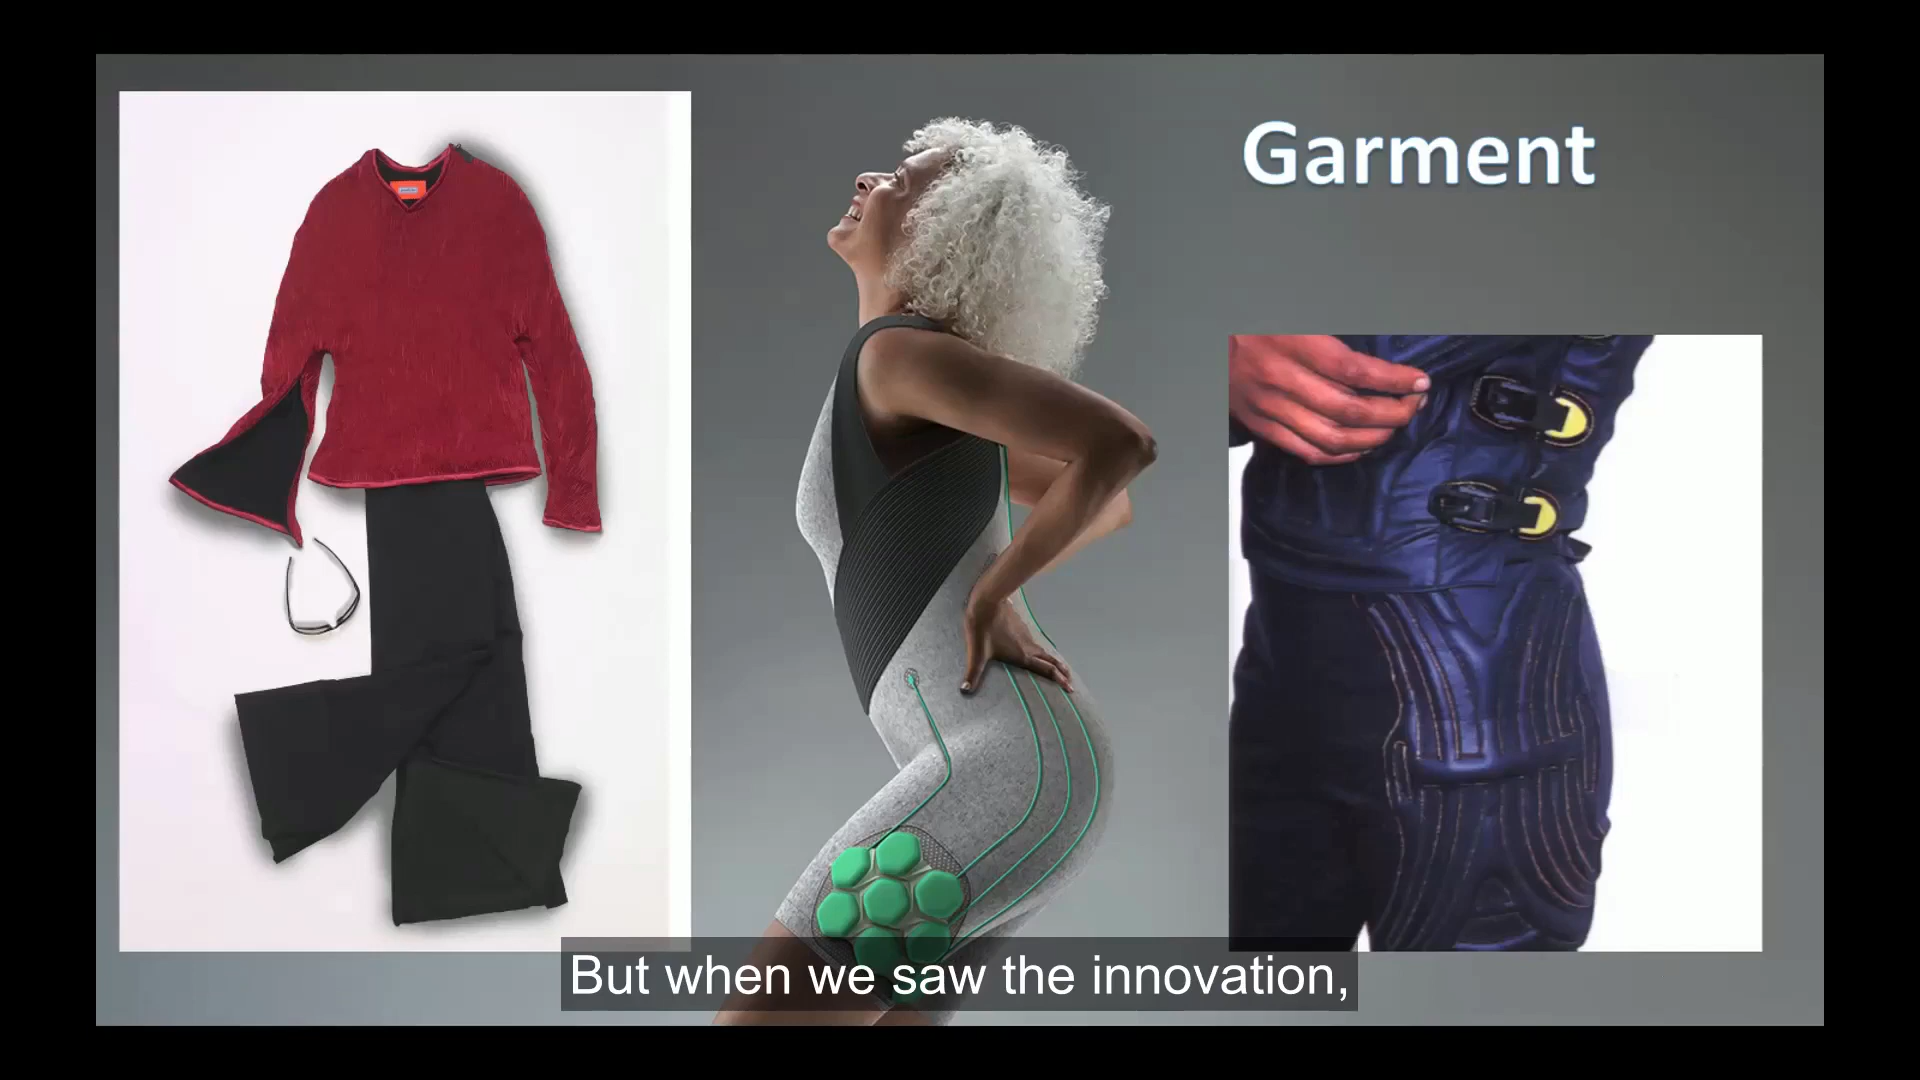 Garment
But when we saw the innovation,